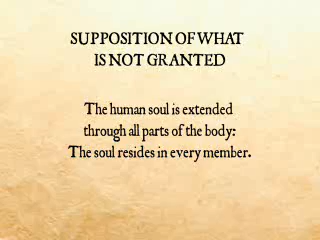 SUPPOSITION OF WHAT
IS NOT GRANTED
The human soul is extended
through all parts of the body:
The soul resides in every member.